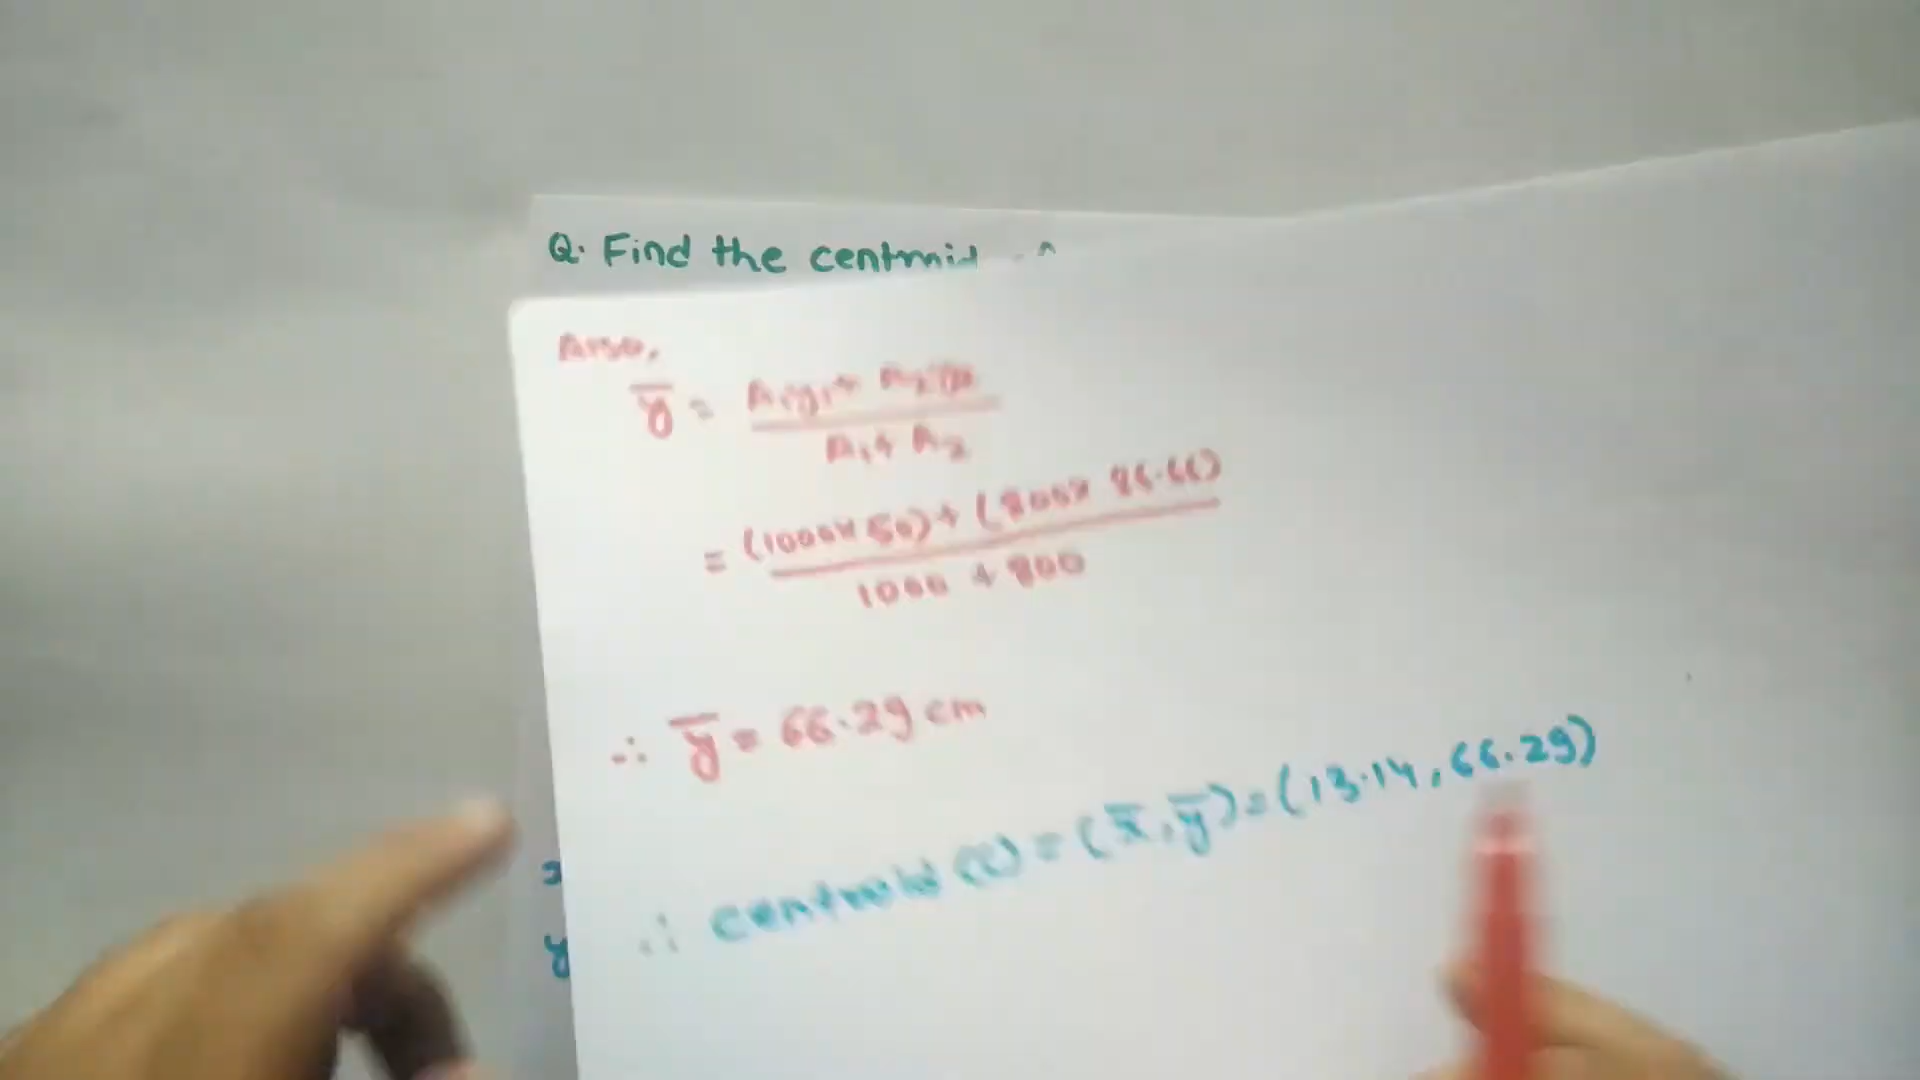 Q. Find the centroid
Also,
ȳ = A₁y₁ + A₂y₂
A₁ + A₂
= (1000 × 50) + (800 × 86.66)
1000 + 800
∴ ȳ = 66.29 cm
∴ centroid (C) = (x̄, ȳ) = (13.14, 66.29)
y